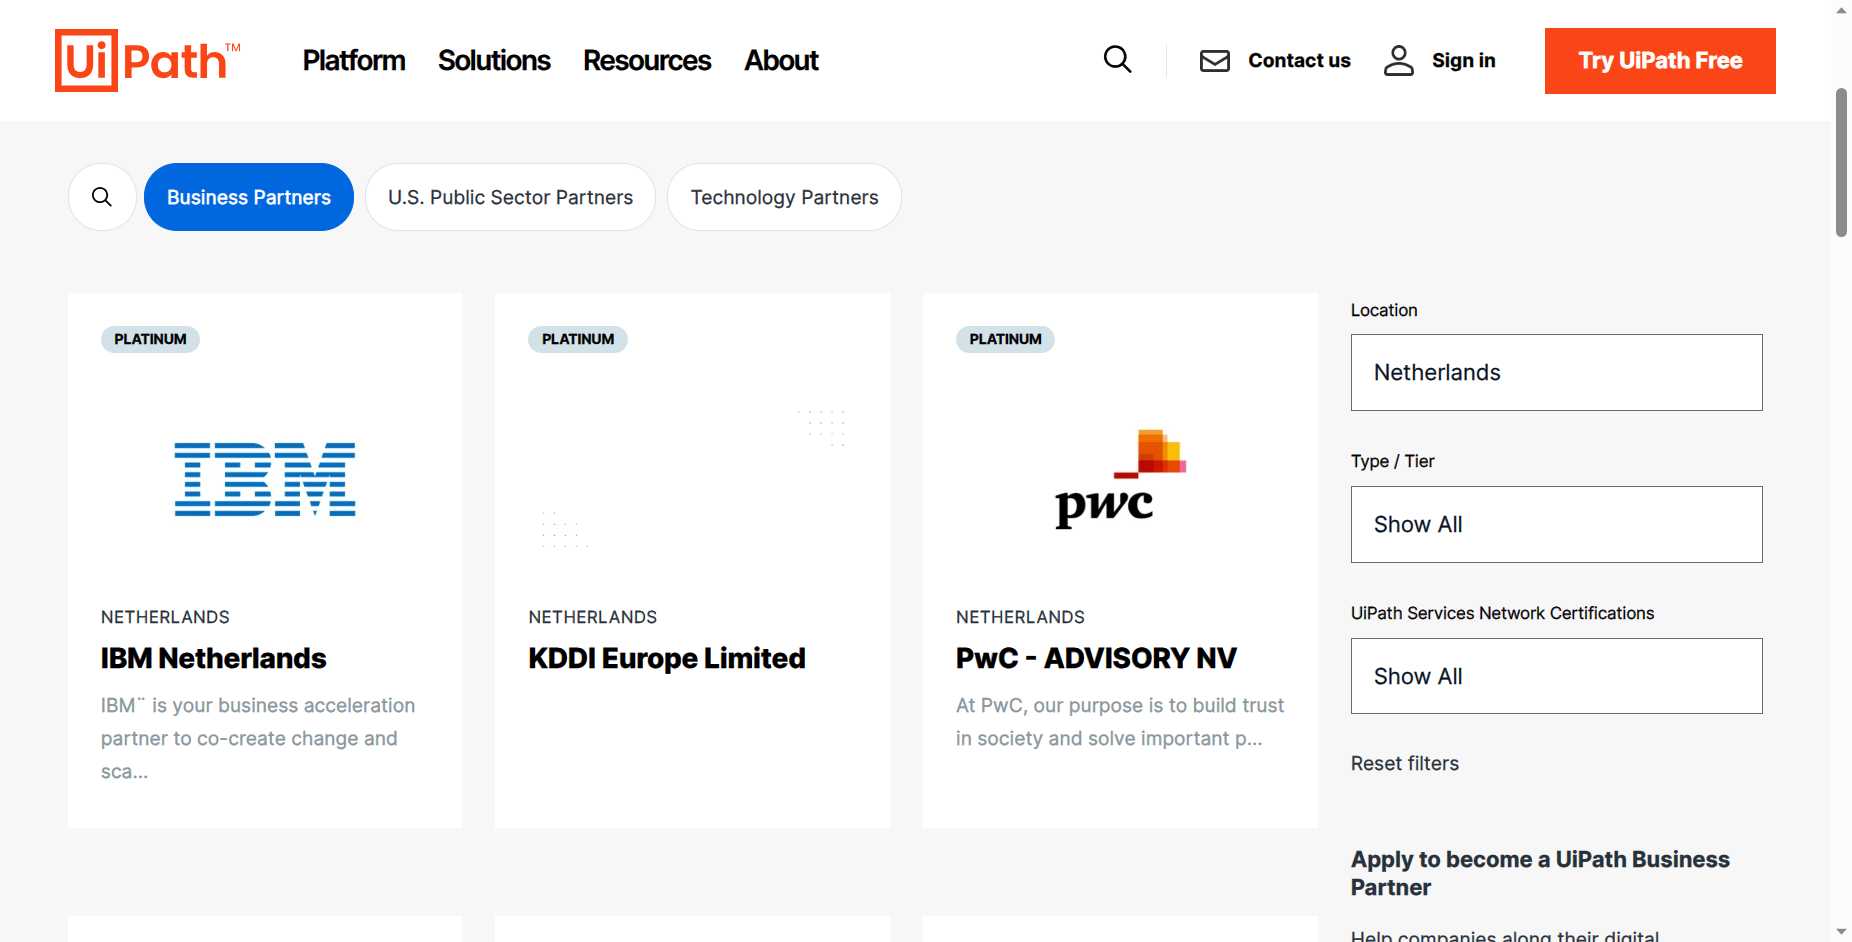 UiPath™
Platform
Solutions
Resources
About
Contact us
Sign in
Try UiPath Free
Business Partners
U.S. Public Sector Partners
Technology Partners
PLATINUM
IBM
NETHERLANDS
IBM Netherlands
IBM¨ is your business acceleration
partner to co-create change and
sca...
PLATINUM
NETHERLANDS
KDDI Europe Limited
PLATINUM
pwc
NETHERLANDS
PwC - ADVISORY NV
At PwC, our purpose is to build trust
in society and solve important p...
Location
Netherlands
Type / Tier
Show All
UiPath Services Network Certifications
Show All
Reset filters
Apply to become a UiPath Business
Partner
Help companies along their digital